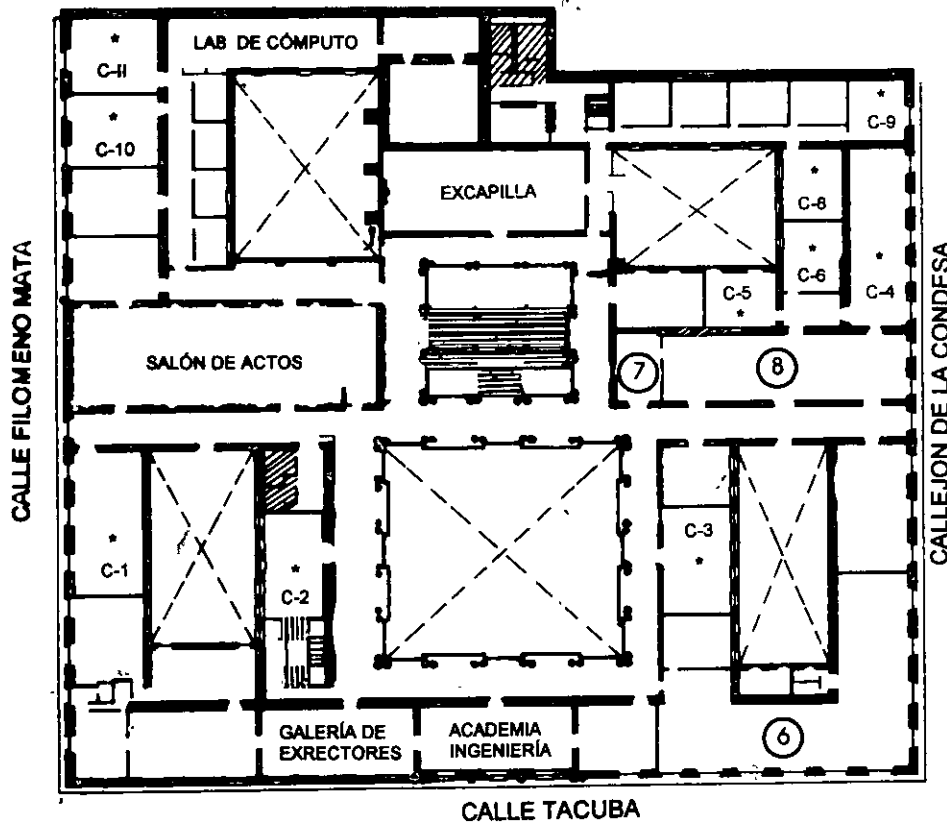 LAB DE CÓMPUTO
*
C-11
*
C-10
*
C-9
EXCAPILLA
*
C-8
*
C-6
*
C-4
C-5
*
SALÓN DE ACTOS
7
8
CALLE FILOMENO MATA
CALLEJON DE LA CONDESA
*
C-1
*
C-2
C-3
*
GALERÍA DE
EXRECTORES
ACADEMIA
INGENIERÍA
6
CALLE TACUBA